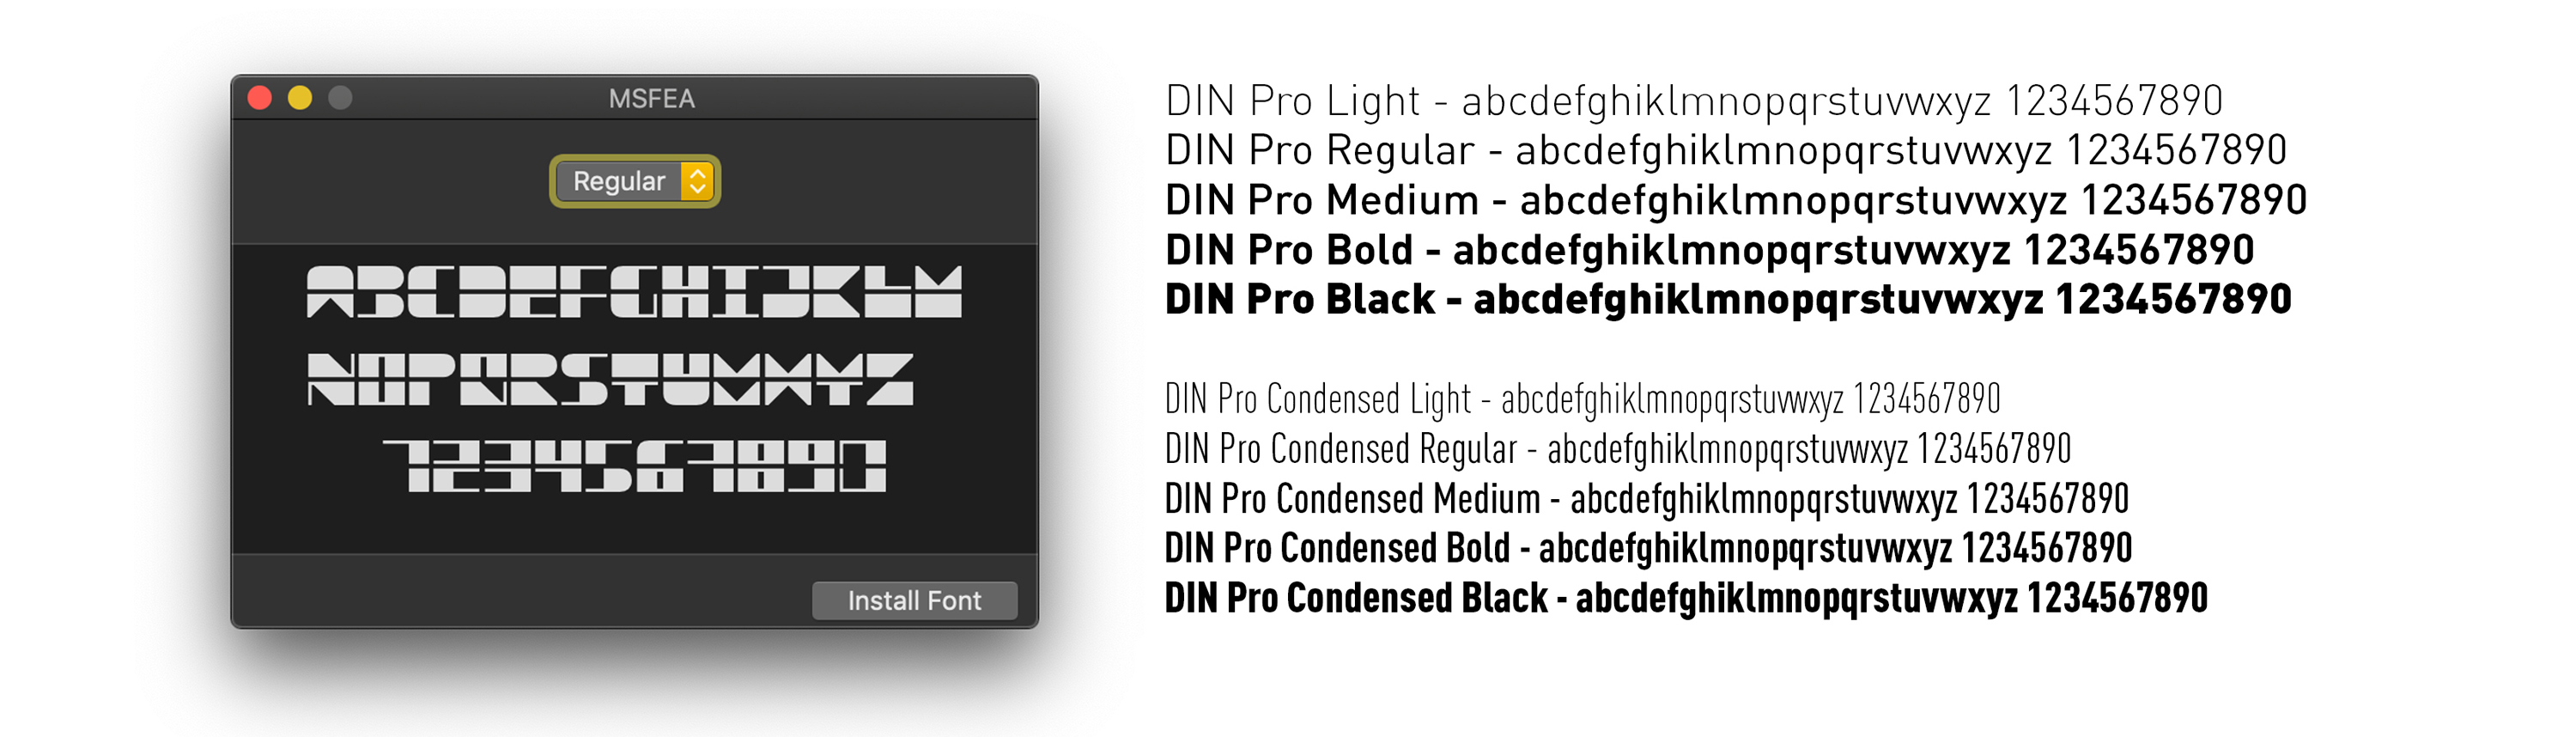 MSFEA
Regular
ABCDEFGHIJKLM
NOPQRSTUVWXYZ
1234567890
Install Font
DIN Pro Light - abcdefghiklmnopqrstuvwxyz 1234567890
DIN Pro Regular - abcdefghiklmnopqrstuvwxyz 1234567890
DIN Pro Medium - abcdefghiklmnopqrstuvwxyz 1234567890
DIN Pro Bold - abcdefghiklmnopqrstuvwxyz 1234567890
DIN Pro Black - abcdefghiklmnopqrstuvwxyz 1234567890
DIN Pro Condensed Light - abcdefghiklmnopqrstuvwxyz 1234567890
DIN Pro Condensed Regular - abcdefghiklmnopqrstuvwxyz 1234567890
DIN Pro Condensed Medium - abcdefghiklmnopqrstuvwxyz 1234567890
DIN Pro Condensed Bold - abcdefghiklmnopqrstuvwxyz 1234567890
DIN Pro Condensed Black - abcdefghiklmnopqrstuvwxyz 1234567890